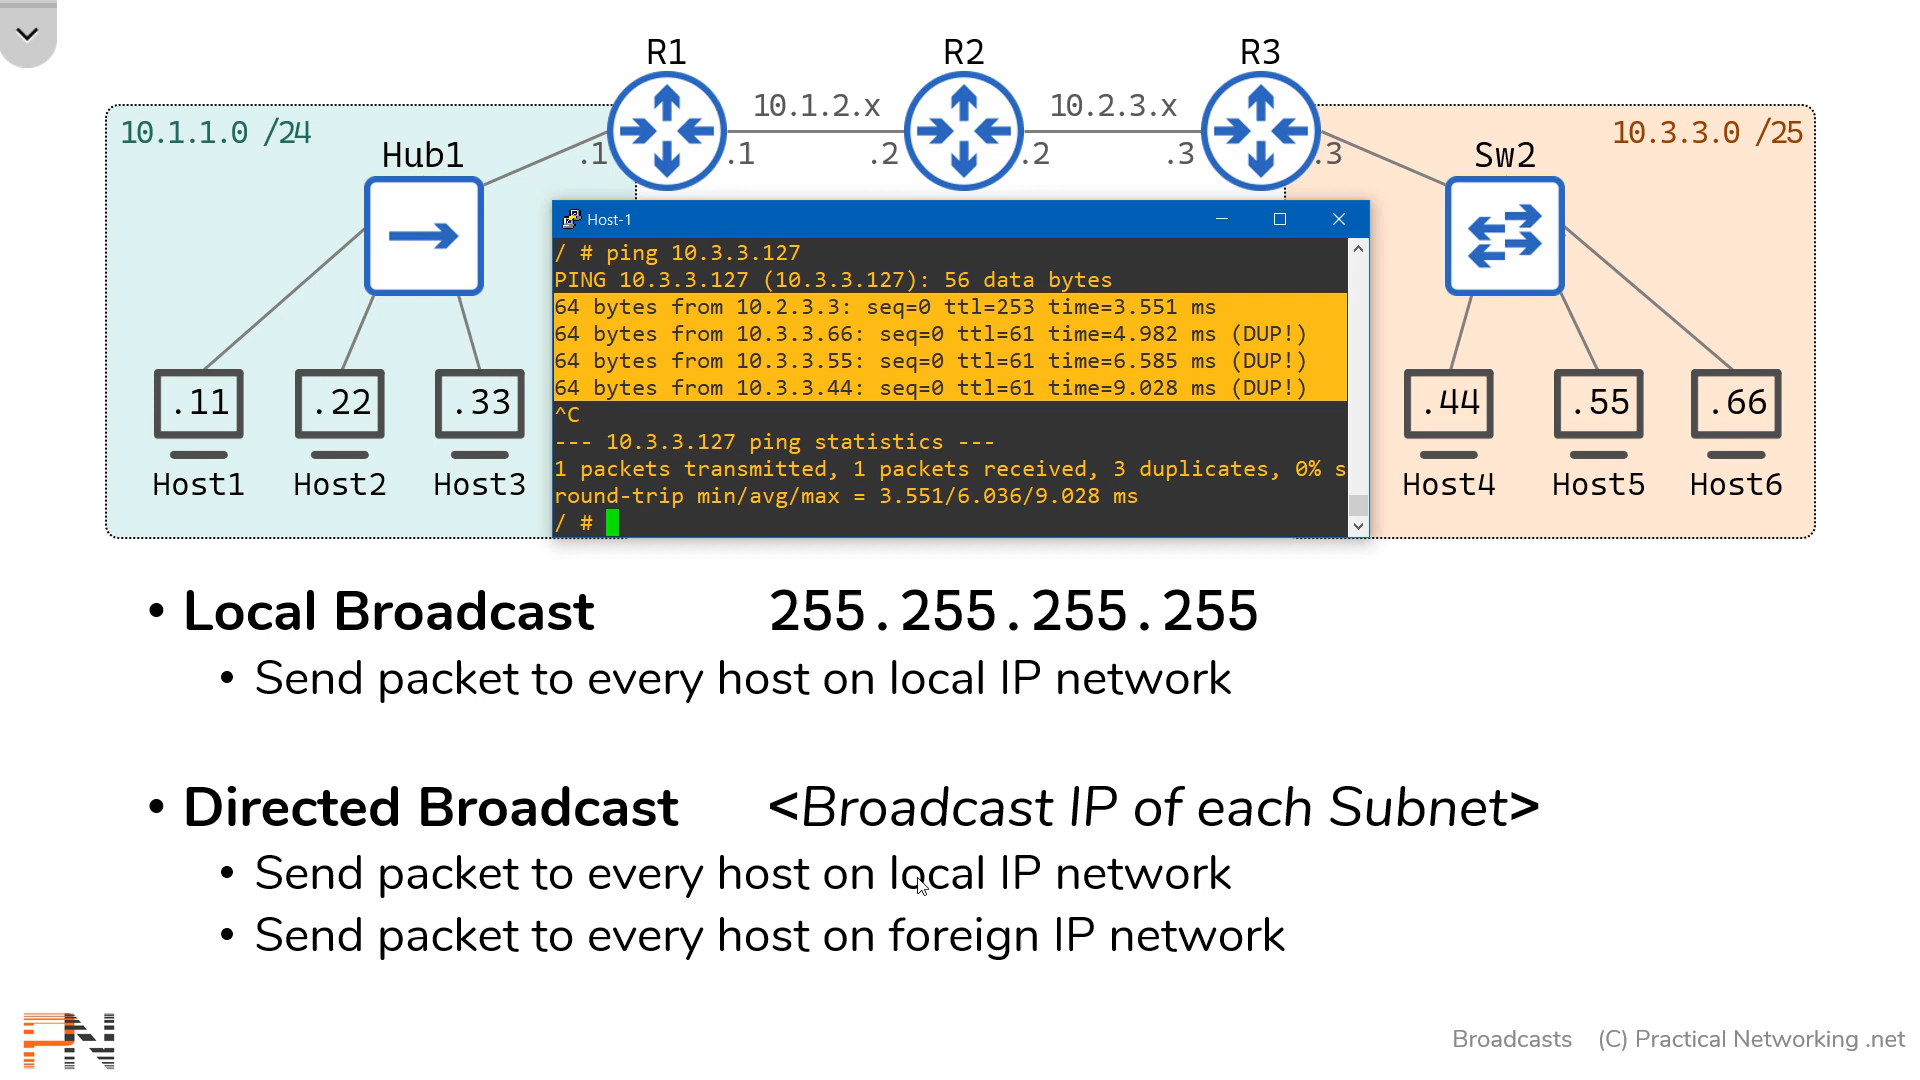 R1
R2
R3
10.1.2.x
10.2.3.x
10.1.1.0 /24
10.3.3.0 /25
Hub1
Sw2
.1
.1
.2
.2
.3
.3
Host-1
/ # ping 10.3.3.127
PING 10.3.3.127 (10.3.3.127): 56 data bytes
64 bytes from 10.2.3.3: seq=0 ttl=253 time=3.551 ms
64 bytes from 10.3.3.66: seq=0 ttl=61 time=4.982 ms (DUP!)
64 bytes from 10.3.3.55: seq=0 ttl=61 time=6.585 ms (DUP!)
64 bytes from 10.3.3.44: seq=0 ttl=61 time=9.028 ms (DUP!)
^C
--- 10.3.3.127 ping statistics ---
1 packets transmitted, 1 packets received, 3 duplicates, 0% s
round-trip min/avg/max = 3.551/6.036/9.028 ms
/ #
.11
.22
.33
.44
.55
.66
Host1
Host2
Host3
Host4
Host5
Host6
• Local Broadcast 255.255.255.255
• Send packet to every host on local IP network
• Directed Broadcast <Broadcast IP of each Subnet>
• Send packet to every host on local IP network
• Send packet to every host on foreign IP network
PN
Broadcasts (C) Practical Networking .net